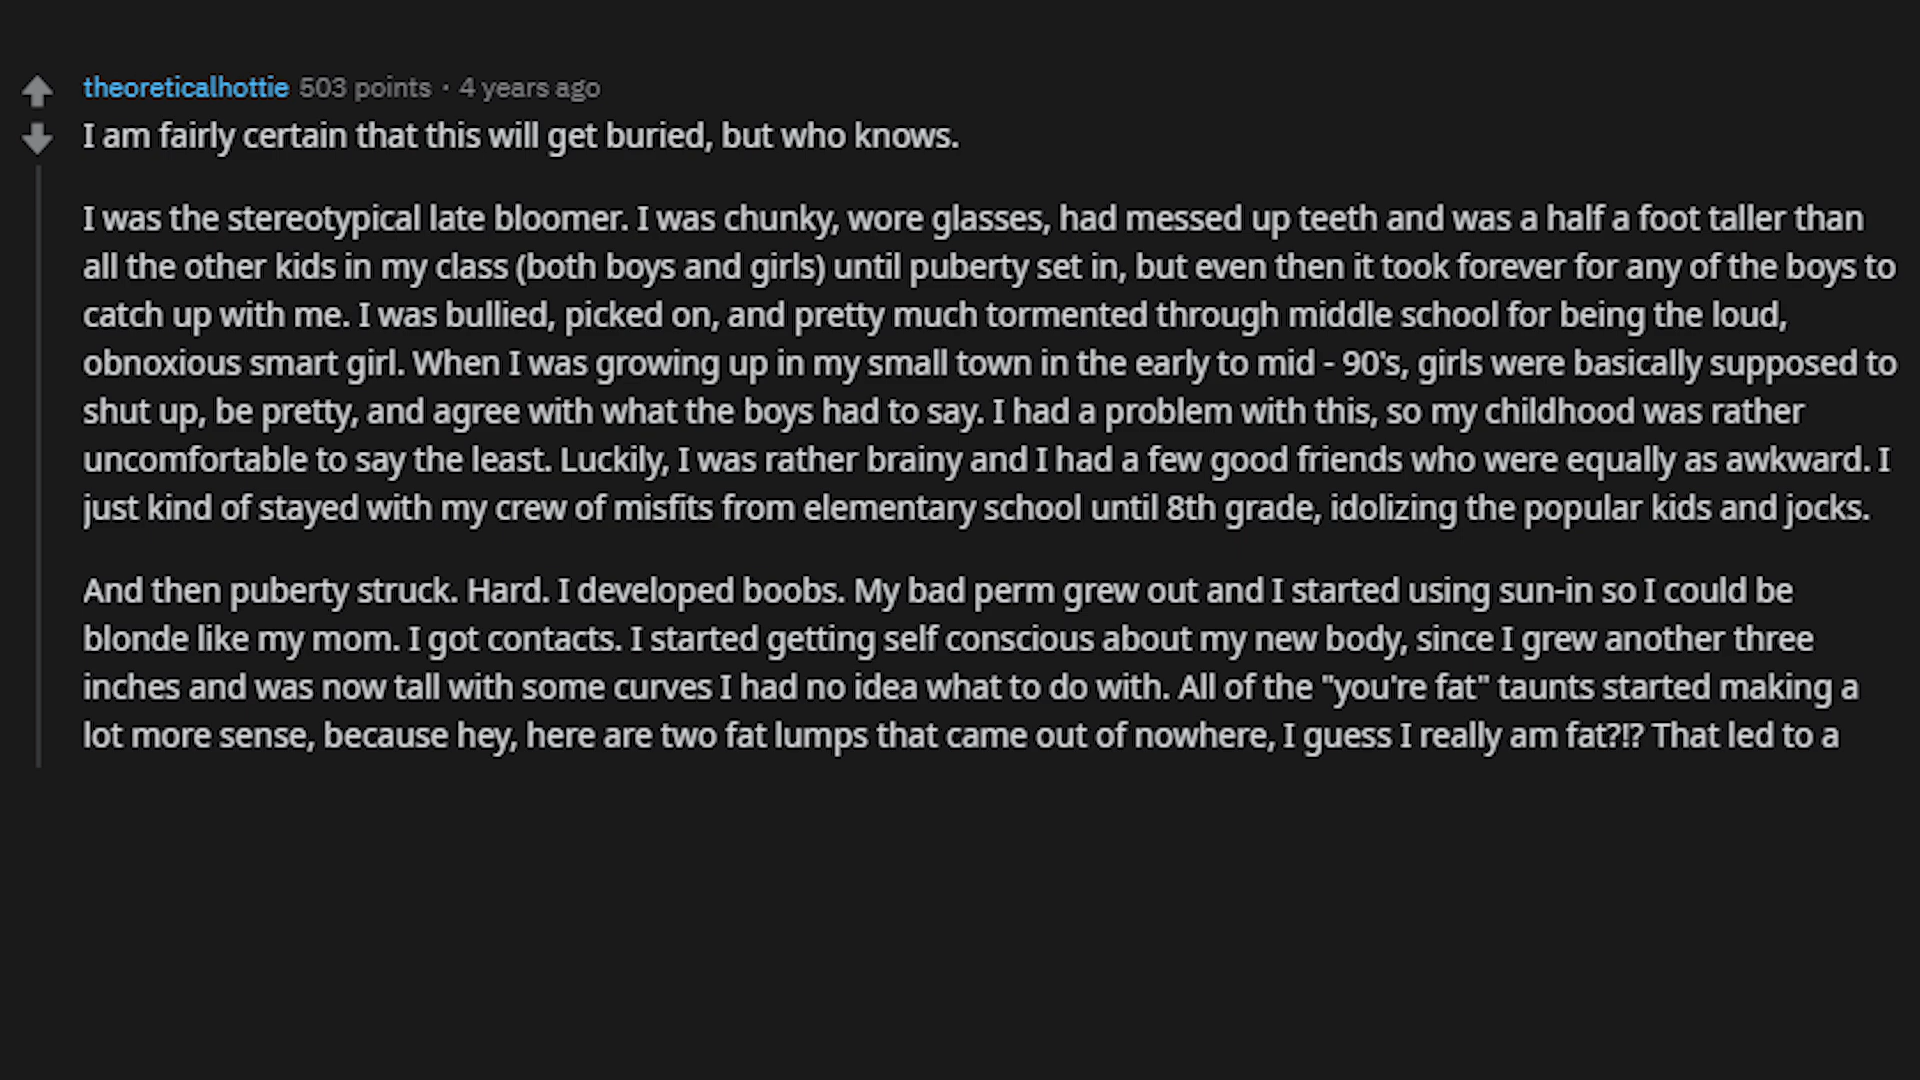 theoreticalhottie 503 points · 4 years ago
I am fairly certain that this will get buried, but who knows.
I was the stereotypical late bloomer. I was chunky, wore glasses, had messed up teeth and was a half a foot taller than
all the other kids in my class (both boys and girls) until puberty set in, but even then it took forever for any of the boys to
catch up with me. I was bullied, picked on, and pretty much tormented through middle school for being the loud,
obnoxious smart girl. When I was growing up in my small town in the early to mid - 90's, girls were basically supposed to
shut up, be pretty, and agree with what the boys had to say. I had a problem with this, so my childhood was rather
uncomfortable to say the least. Luckily, I was rather brainy and I had a few good friends who were equally as awkward. I
just kind of stayed with my crew of misfits from elementary school until 8th grade, idolizing the popular kids and jocks.
And then puberty struck. Hard. I developed boobs. My bad perm grew out and I started using sun-in so I could be
blonde like my mom. I got contacts. I started getting self conscious about my new body, since I grew another three
inches and was now tall with some curves I had no idea what to do with. All of the "you're fat" taunts started making a
lot more sense, because hey, here are two fat lumps that came out of nowhere, I guess I really am fat?!? That led to a